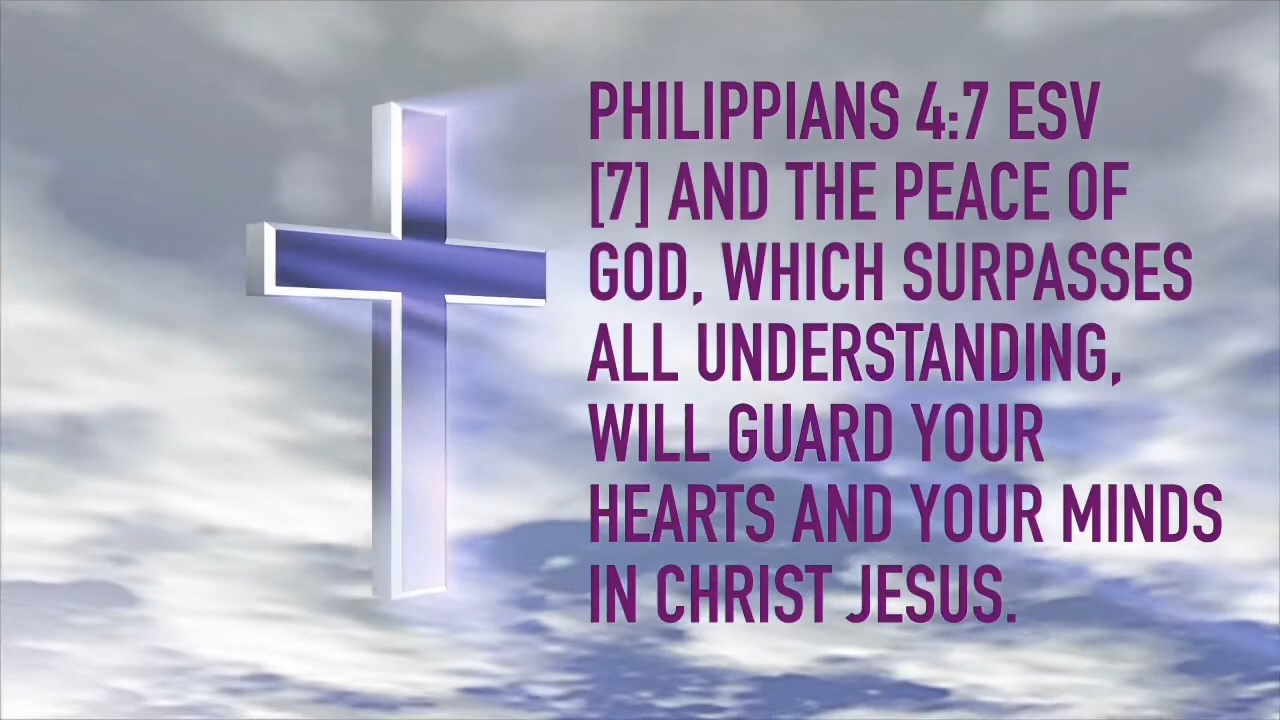 PHILIPPIANS 4:7 ESV
[7] AND THE PEACE OF
GOD, WHICH SURPASSES
ALL UNDERSTANDING,
WILL GUARD YOUR
HEARTS AND YOUR MINDS
IN CHRIST JESUS.